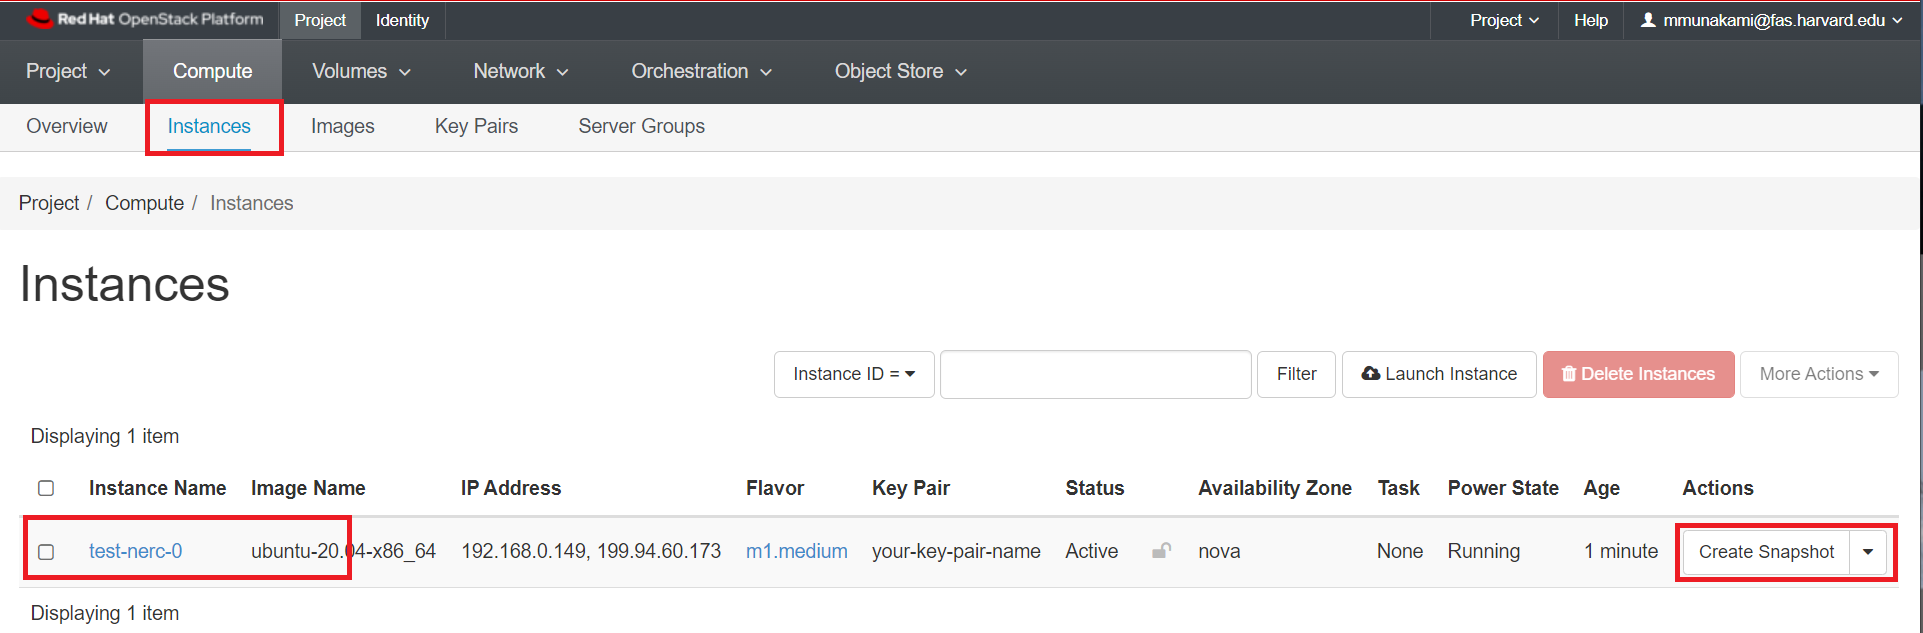 Red Hat OpenStack Platform Project Identity Project Help mmunakami@fas.harvard.edu
Project Compute Volumes Network Orchestration Object Store
Overview Instances Images Key Pairs Server Groups
Project / Compute / Instances
Instances
Instance ID = Filter Launch Instance Delete Instances More Actions
Displaying 1 item
Instance Name Image Name IP Address Flavor Key Pair Status Availability Zone Task Power State Age Actions
test-nerc-0 ubuntu-20.04-x86_64 192.168.0.149, 199.94.60.173 m1.medium your-key-pair-name Active nova None Running 1 minute Create Snapshot
Displaying 1 item